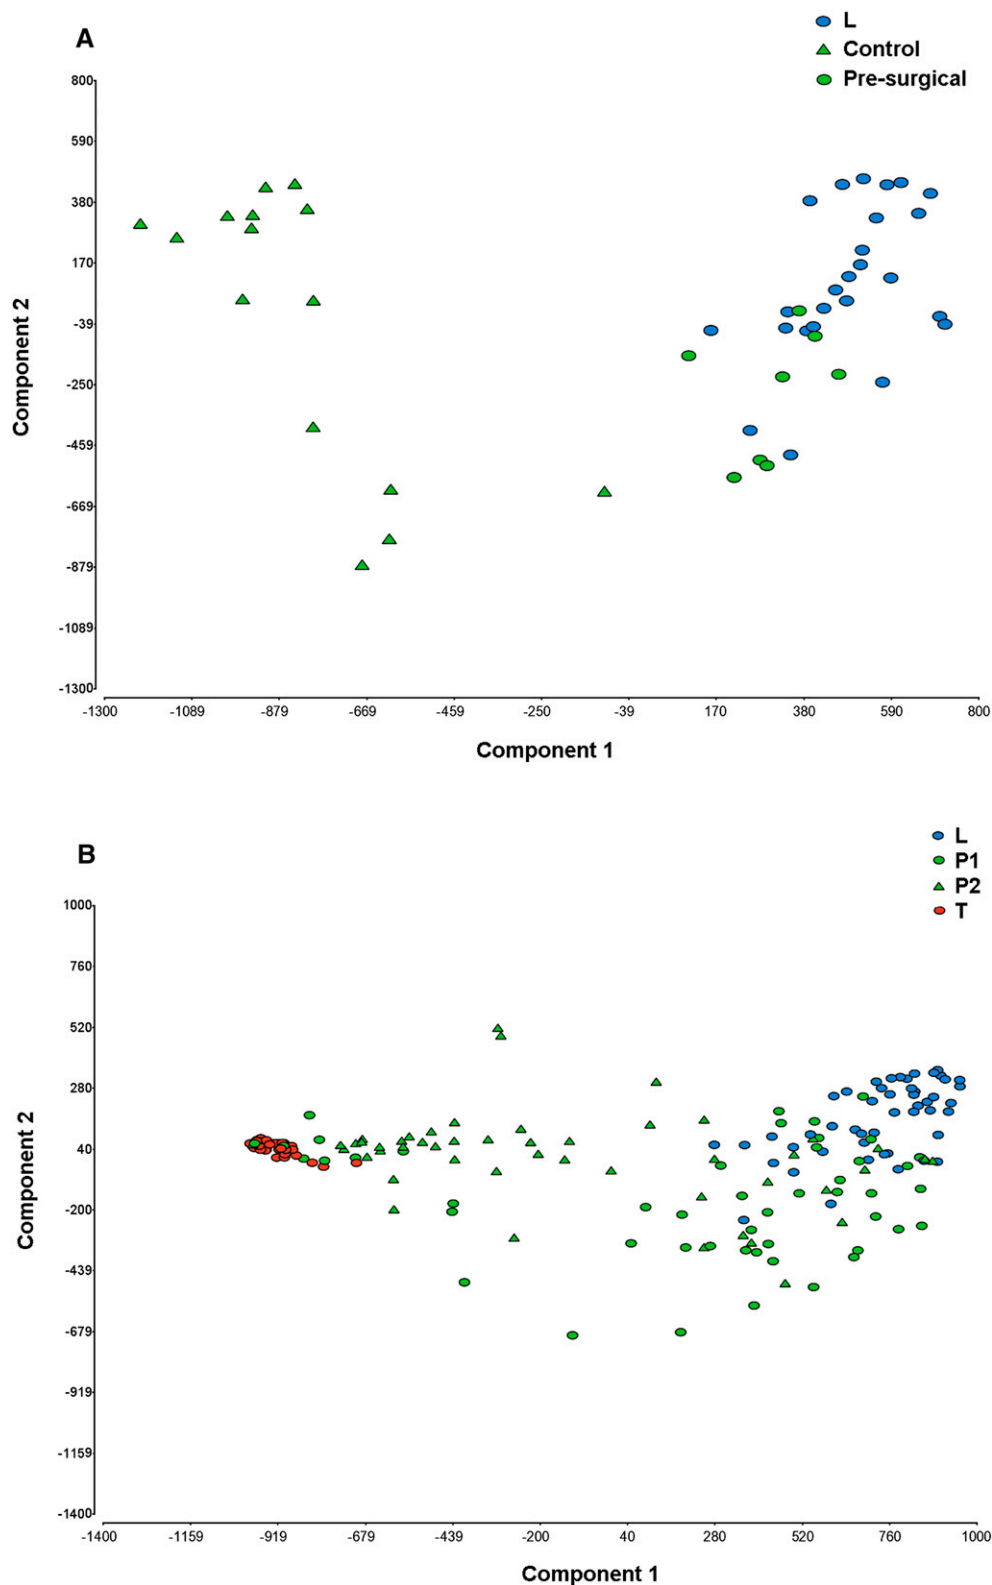 A
L
Control
Pre-surgical
800
590
380
170
-39
-250
-459
-669
-879
-1089
-1300
Component 2
-1300 -1089 -879 -669 -459 -250 -39 170 380 590 800
Component 1
B
L
P1
P2
T
1000
760
520
280
40
-200
-439
-679
-919
-1159
-1400
Component 2
-1400 -1159 -919 -679 -439 -200 40 280 520 760 1000
Component 1